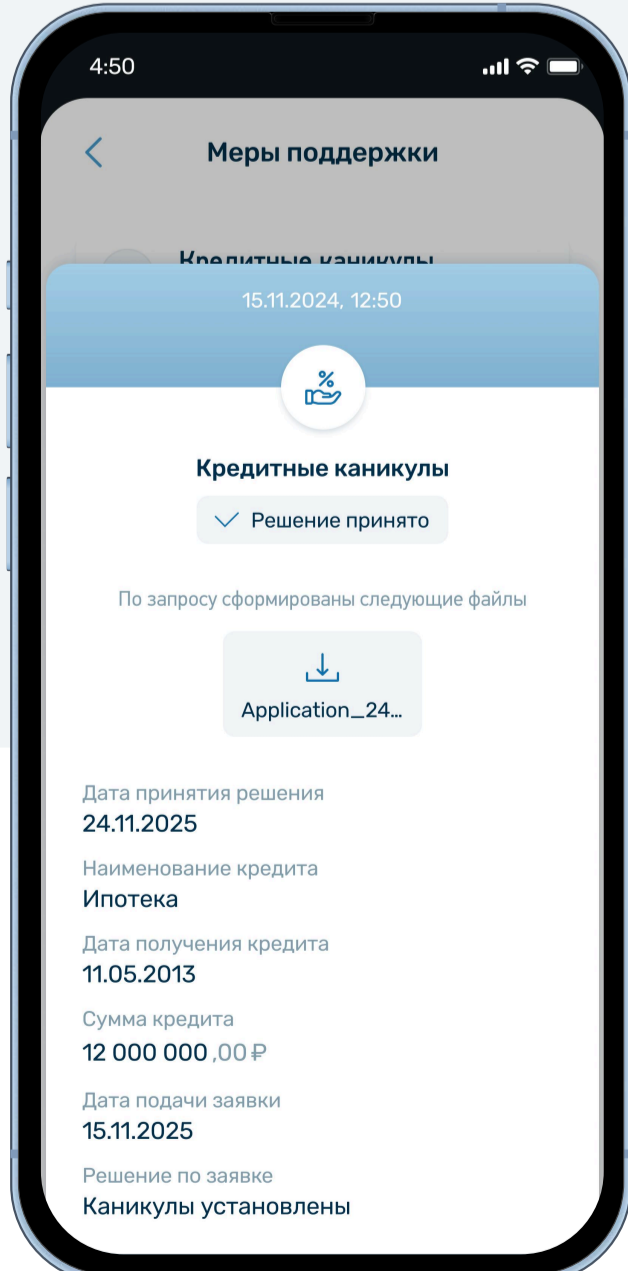 4:50
Меры поддержки
Кредитные каникулы
15.11.2024, 12:50
%
Кредитные каникулы
Решение принято
По запросу сформированы следующие файлы
Application_24...
Дата принятия решения
24.11.2025
Наименование кредита
Ипотека
Дата получения кредита
11.05.2013
Сумма кредита
12 000 000 ,00 ₽
Дата подачи заявки
15.11.2025
Решение по заявке
Каникулы установлены